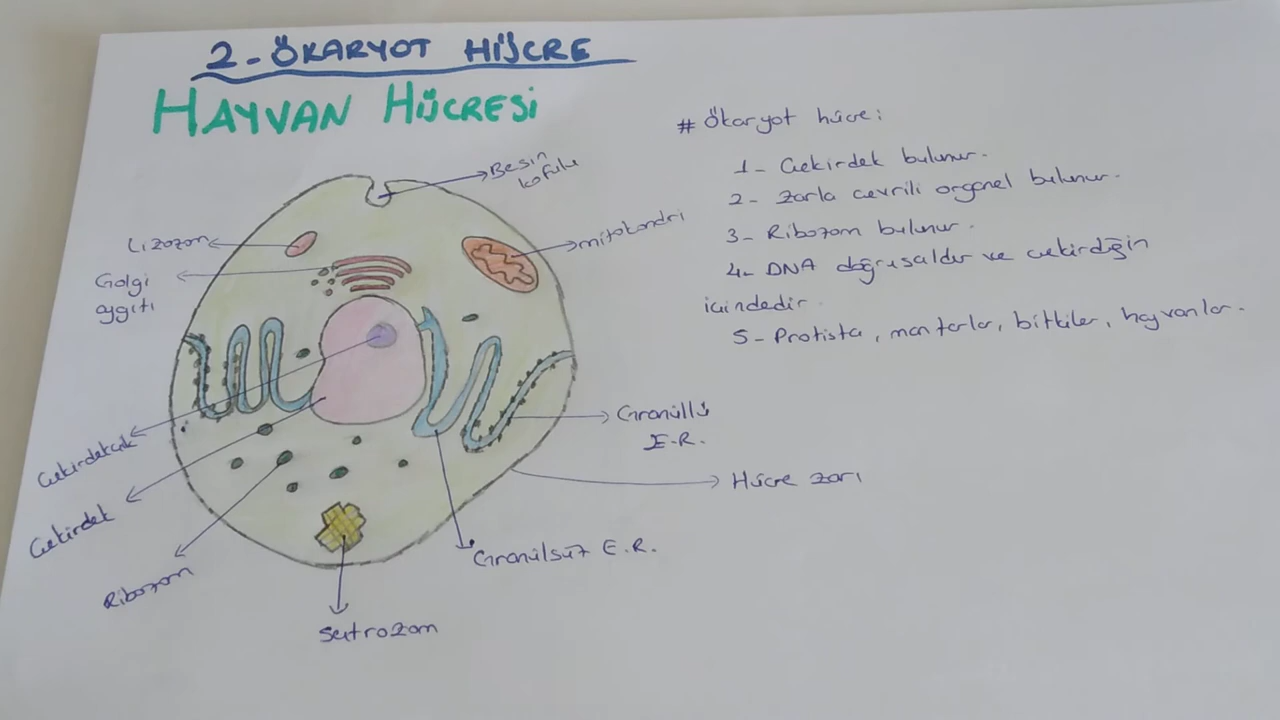 2- ÖKARYOT HÜCRE
HAYVAN HÜCRESİ
# Ökaryot hücre:
1- Çekirdek bulunur.
2- Zarla çevrili organel bulunur.
3- Ribozom bulunur.
4- DNA doğrusaldır ve çekirdeğin
içindedir.
5- Protista, mantarlar, bitkiler, hayvanlar.
Besin
kofulu
Lizozom
mitokondri
Golgi
aygıtı
Granüllü
E.R.
Çekirdekçik
Hücre zarı
Çekirdek
Granülsüz E.R.
Ribozom
Sentrozom